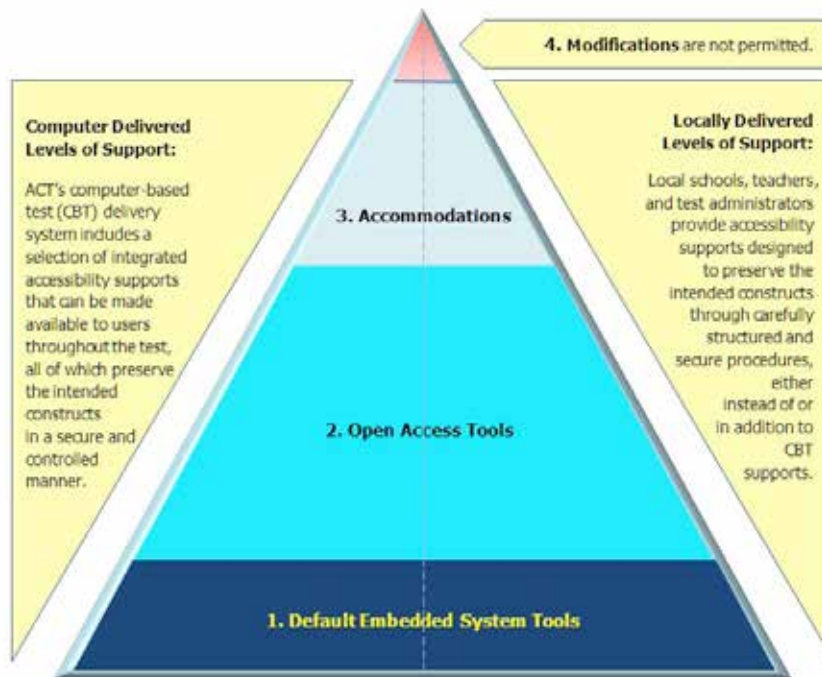 4. Modifications are not permitted.
Computer Delivered
Levels of Support:
ACT's computer-based
test (CBT) delivery
system includes a
selection of integrated
accessibility supports
that can be made
available to users
throughout the test,
all of which preserve
the intended
constructs
in a secure and
controlled
manner.
Locally Delivered
Levels of Support:
Local schools, teachers,
and test administrators
provide accessibility
supports designed
to preserve the
intended constructs
through carefully
structured and
secure procedures,
either
instead of or
in addition to
CBT
supports.
3. Accommodations
2. Open Access Tools
1. Default Embedded System Tools